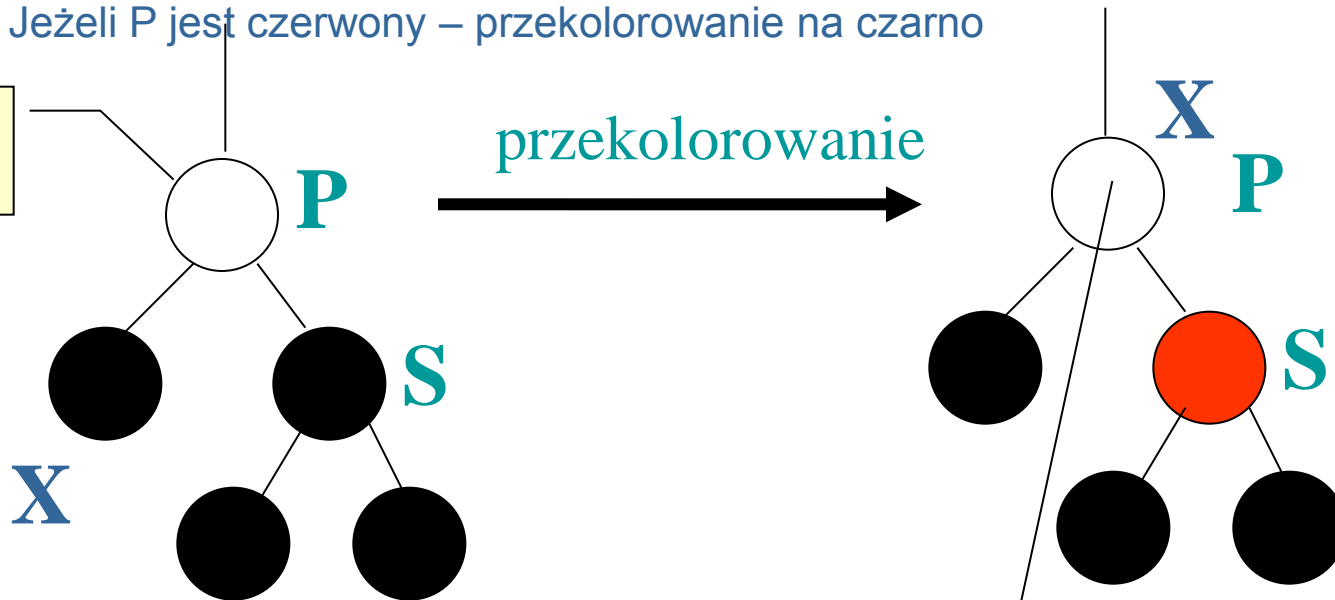 Jeżeli P jest czerwony – przekolorowanie na czarno
X
przekolorowanie
P
P
S
S
X